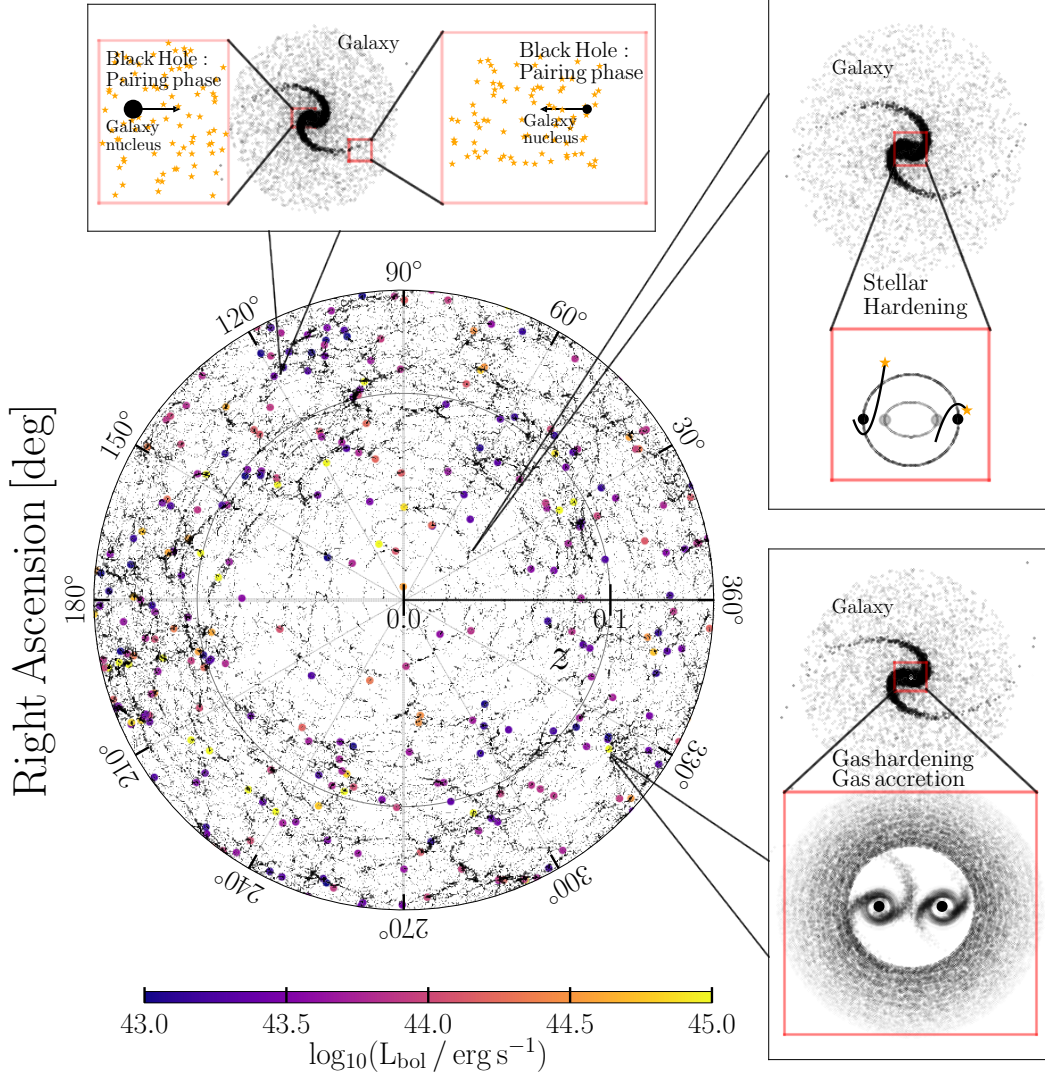 Galaxy
Black Hole :
Pairing phase
Galaxy
nucleus
Black Hole :
Pairing phase
Galaxy
nucleus
Galaxy
Stellar
Hardening
Galaxy
Gas hardening
Gas accretion
Right Ascension [deg]
90°
120°
60°
150°
30°
180°
360°
210°
330°
240°
300°
270°
0.0
0.1
z
43.0
43.5
44.0
44.5
45.0
log₁₀(L_bol / erg s⁻¹)